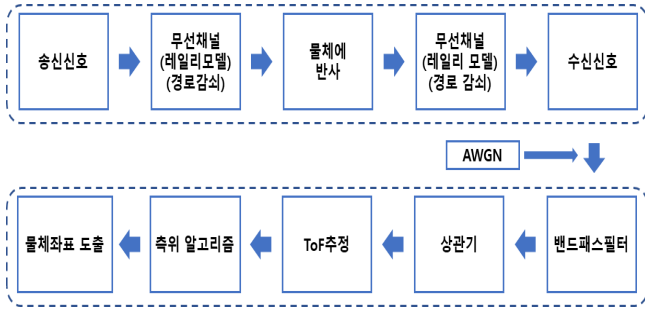 송신신호
무선채널
(레일리모델)
(경로감쇠)
물체에
반사
무선채널
(레일리 모델)
(경로 감쇠)
수신신호
AWGN
물체좌표 도출
측위 알고리즘
ToF추정
상관기
밴드패스필터